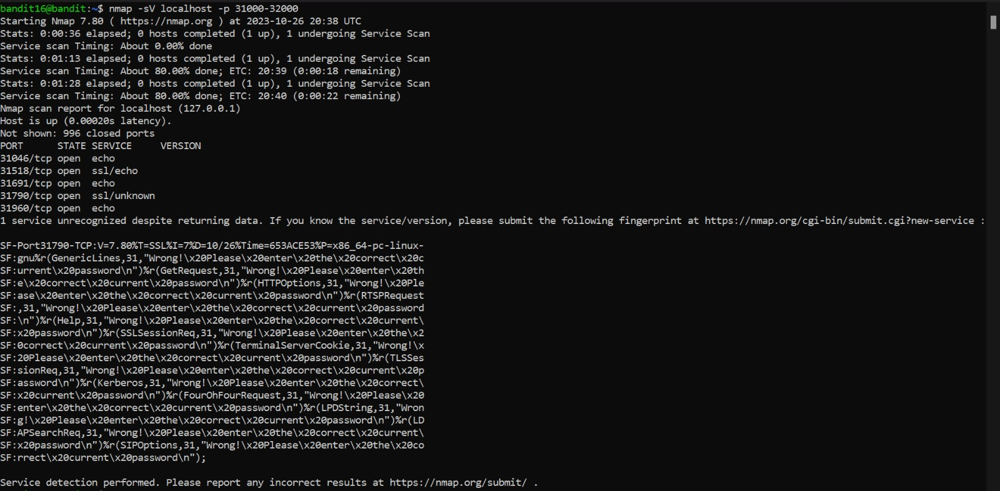 bandit16@bandit:~$ nmap -sV localhost -p 31000-32000
Starting Nmap 7.80 ( https://nmap.org ) at 2023-10-26 20:38 UTC
Stats: 0:00:36 elapsed; 0 hosts completed (1 up), 1 undergoing Service Scan
Service scan Timing: About 0.00% done
Stats: 0:01:13 elapsed; 0 hosts completed (1 up), 1 undergoing Service Scan
Service scan Timing: About 80.00% done; ETC: 20:39 (0:00:18 remaining)
Stats: 0:01:28 elapsed; 0 hosts completed (1 up), 1 undergoing Service Scan
Service scan Timing: About 80.00% done; ETC: 20:40 (0:00:22 remaining)
Nmap scan report for localhost (127.0.0.1)
Host is up (0.00020s latency).
Not shown: 996 closed ports
PORT      STATE SERVICE     VERSION
31046/tcp open  echo
31518/tcp open  ssl/echo
31691/tcp open  echo
31790/tcp open  ssl/unknown
31960/tcp open  echo
1 service unrecognized despite returning data. If you know the service/version, please submit the following fingerprint at https://nmap.org/cgi-bin/submit.cgi?new-service :
SF-Port31790-TCP:V=7.80%T=SSL%I=7%D=10/26%Time=653ACE53%P=x86_64-pc-linux-
SF:gnu%r(GenericLines,31,"Wrong!\x20Please\x20enter\x20the\x20correct\x20c
SF:urrent\x20password\n")%r(GetRequest,31,"Wrong!\x20Please\x20enter\x20th
SF:e\x20correct\x20current\x20password\n")%r(HTTPOptions,31,"Wrong!\x20Ple
SF:ase\x20enter\x20the\x20correct\x20current\x20password\n")%r(RTSPRequest
SF:,31,"Wrong!\x20Please\x20enter\x20the\x20correct\x20current\x20password
SF:\n")%r(Help,31,"Wrong!\x20Please\x20enter\x20the\x20correct\x20current\
SF:x20password\n")%r(SSLSessionReq,31,"Wrong!\x20Please\x20enter\x20the\x2
SF:0correct\x20current\x20password\n")%r(TerminalServerCookie,31,"Wrong!\x
SF:20Please\x20enter\x20the\x20correct\x20current\x20password\n")%r(TLSSes
SF:sionReq,31,"Wrong!\x20Please\x20enter\x20the\x20correct\x20current\x20p
SF:assword\n")%r(Kerberos,31,"Wrong!\x20Please\x20enter\x20the\x20correct\
SF:x20current\x20password\n")%r(FourOhFourRequest,31,"Wrong!\x20Please\x20
SF:enter\x20the\x20correct\x20current\x20password\n")%r(LPDString,31,"Wron
SF:g!\x20Please\x20enter\x20the\x20correct\x20current\x20password\n")%r(LD
SF:APSearchReq,31,"Wrong!\x20Please\x20enter\x20the\x20correct\x20current\
SF:x20password\n")%r(SIPOptions,31,"Wrong!\x20Please\x20enter\x20the\x20co
SF:rrect\x20current\x20password\n");
Service detection performed. Please report any incorrect results at https://nmap.org/submit/ .